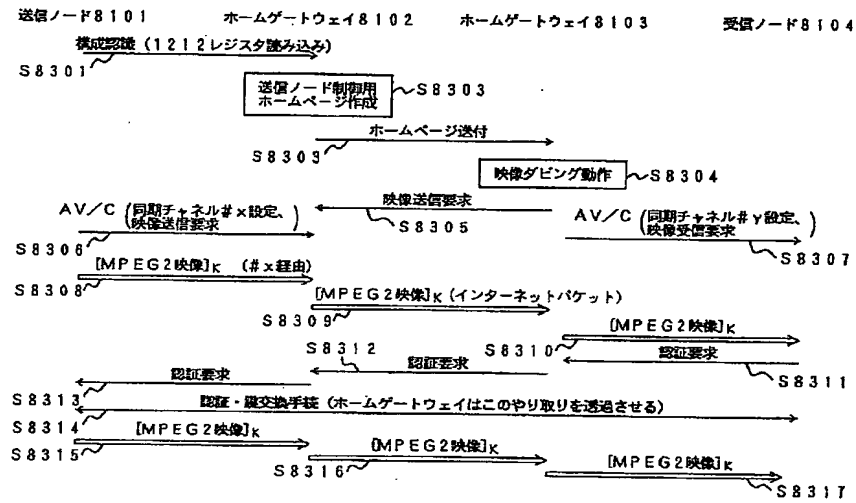 送信ノード8101 ホームゲートウェイ8102 ホームゲートウェイ8103 受信ノード8104
構成認識(1212レジスタ読み込み)
S8301
送信ノード制御用
ホームページ作成
S8303
ホームページ送付
S8303
映像ダビング動作
S8304
映像送信要求
S8305
AV/C(同期チャネル#x設定、
映像送信要求)
S8306
AV/C(同期チャネル#y設定、
映像受信要求)
S8307
[MPEG2映像]K (#x経由)
S8308
[MPEG2映像]K(インターネットパケット)
S8309
[MPEG2映像]K
S8310
認証要求
S8311
認証要求
S8312
認証要求
S8313
認証・鍵交換手続(ホームゲートウェイはこのやり取りを透過させる)
S8314
[MPEG2映像]K
S8315
[MPEG2映像]K
S8316
[MPEG2映像]K
S8317